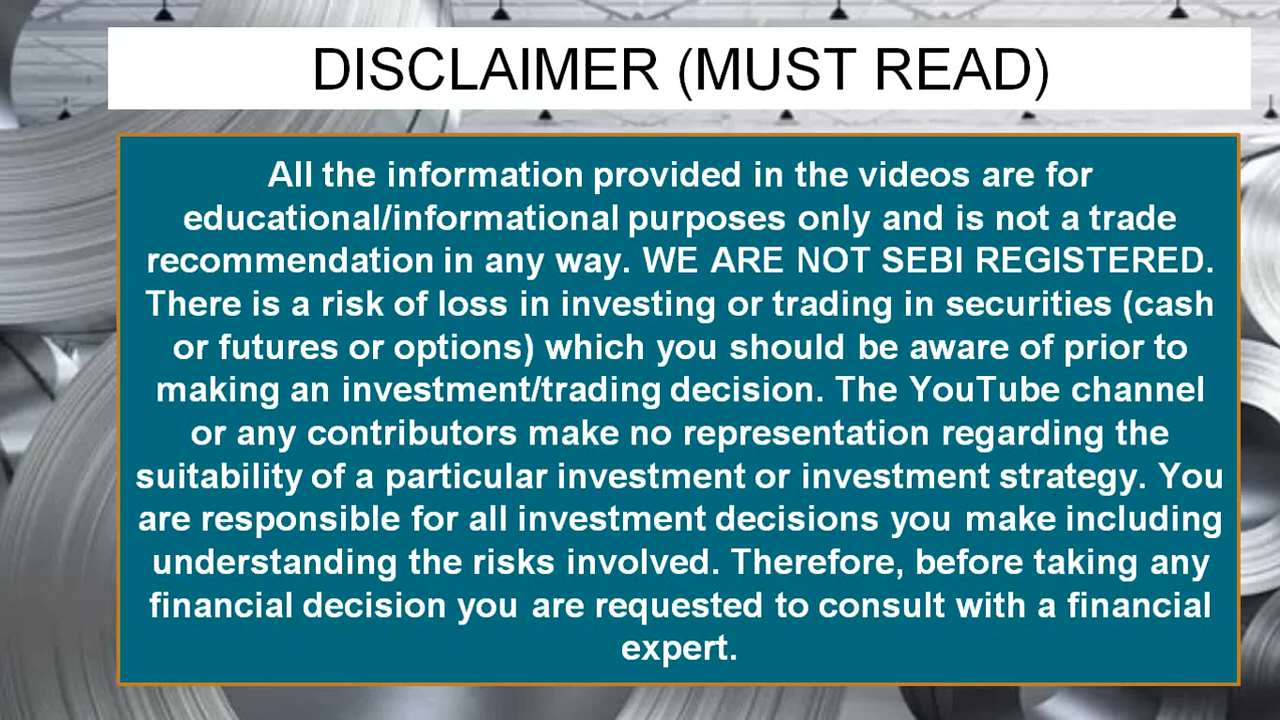 DISCLAIMER (MUST READ)
All the information provided in the videos are for
educational/informational purposes only and is not a trade
recommendation in any way. WE ARE NOT SEBI REGISTERED.
There is a risk of loss in investing or trading in securities (cash
or futures or options) which you should be aware of prior to
making an investment/trading decision. The YouTube channel
or any contributors make no representation regarding the
suitability of a particular investment or investment strategy. You
are responsible for all investment decisions you make including
understanding the risks involved. Therefore, before taking any
financial decision you are requested to consult with a financial
expert.